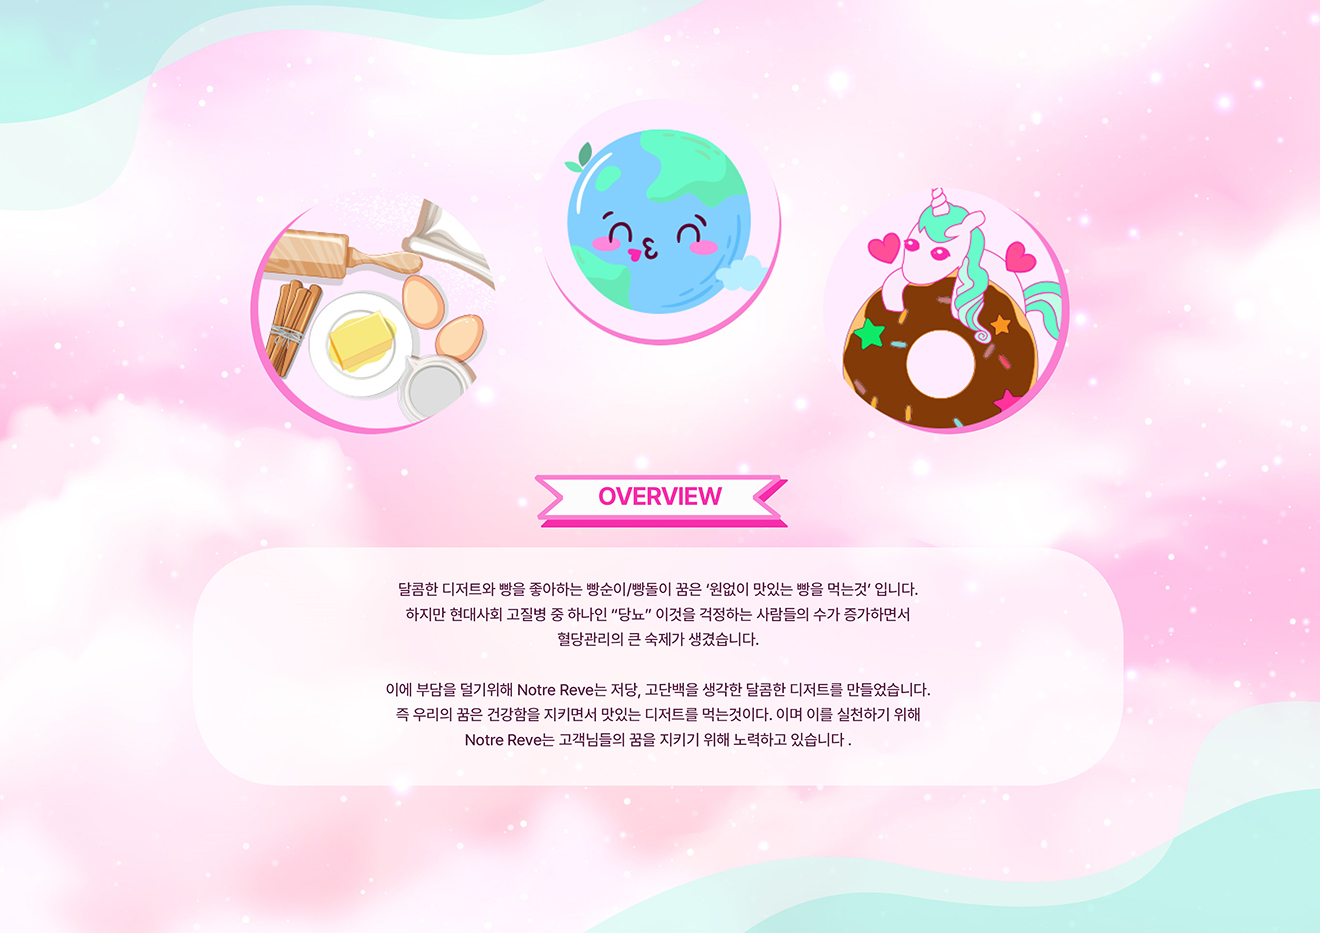 OVERVIEW
달콤한 디저트와 빵을 좋아하는 빵순이/빵돌이 꿈은 ‘원없이 맛있는 빵을 먹는것’ 입니다.
하지만 현대사회 고질병 중 하나인 “당뇨” 이것을 걱정하는 사람들의 수가 증가하면서
혈당관리의 큰 숙제가 생겼습니다.
이에 부담을 덜기위해 Notre Reve는 저당, 고단백을 생각한 달콤한 디저트를 만들었습니다.
즉 우리의 꿈은 건강함을 지키면서 맛있는 디저트를 먹는것이다. 이며 이를 실천하기 위해
Notre Reve는 고객님들의 꿈을 지키기 위해 노력하고 있습니다 .